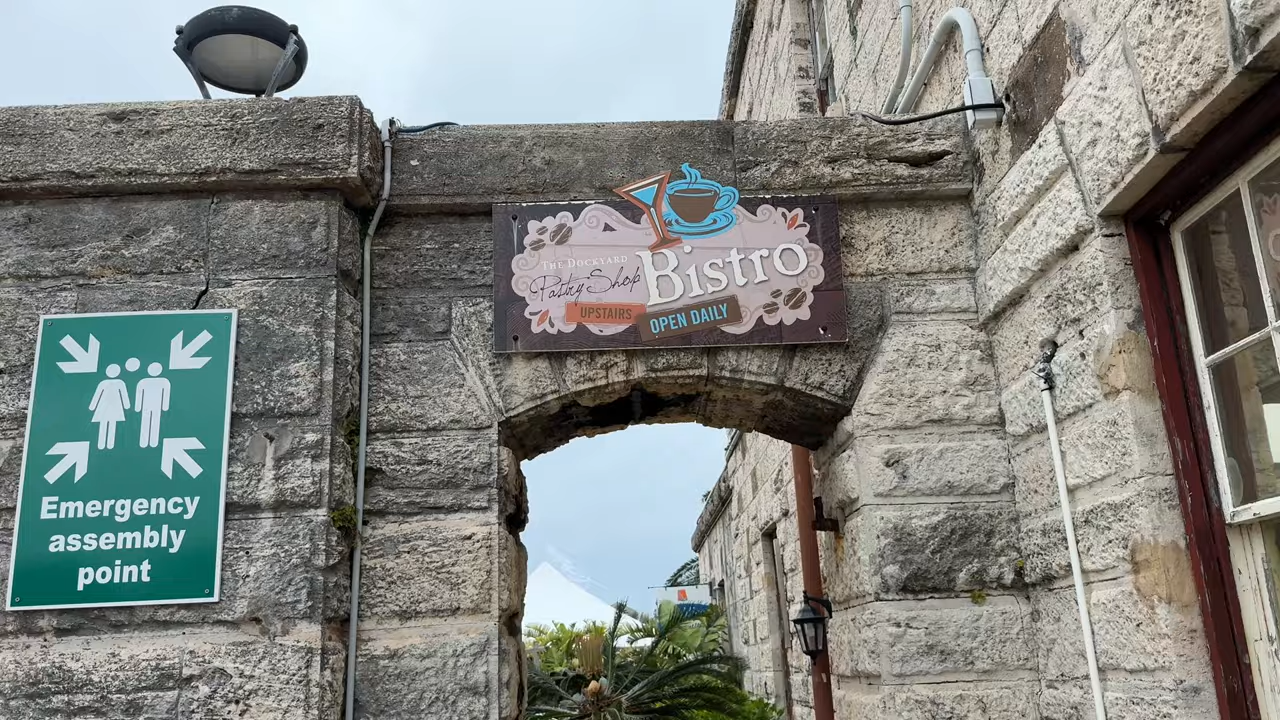 The Dockyard
Pastry Shop
Bistro
UPSTAIRS
OPEN DAILY
Emergency
assembly
point